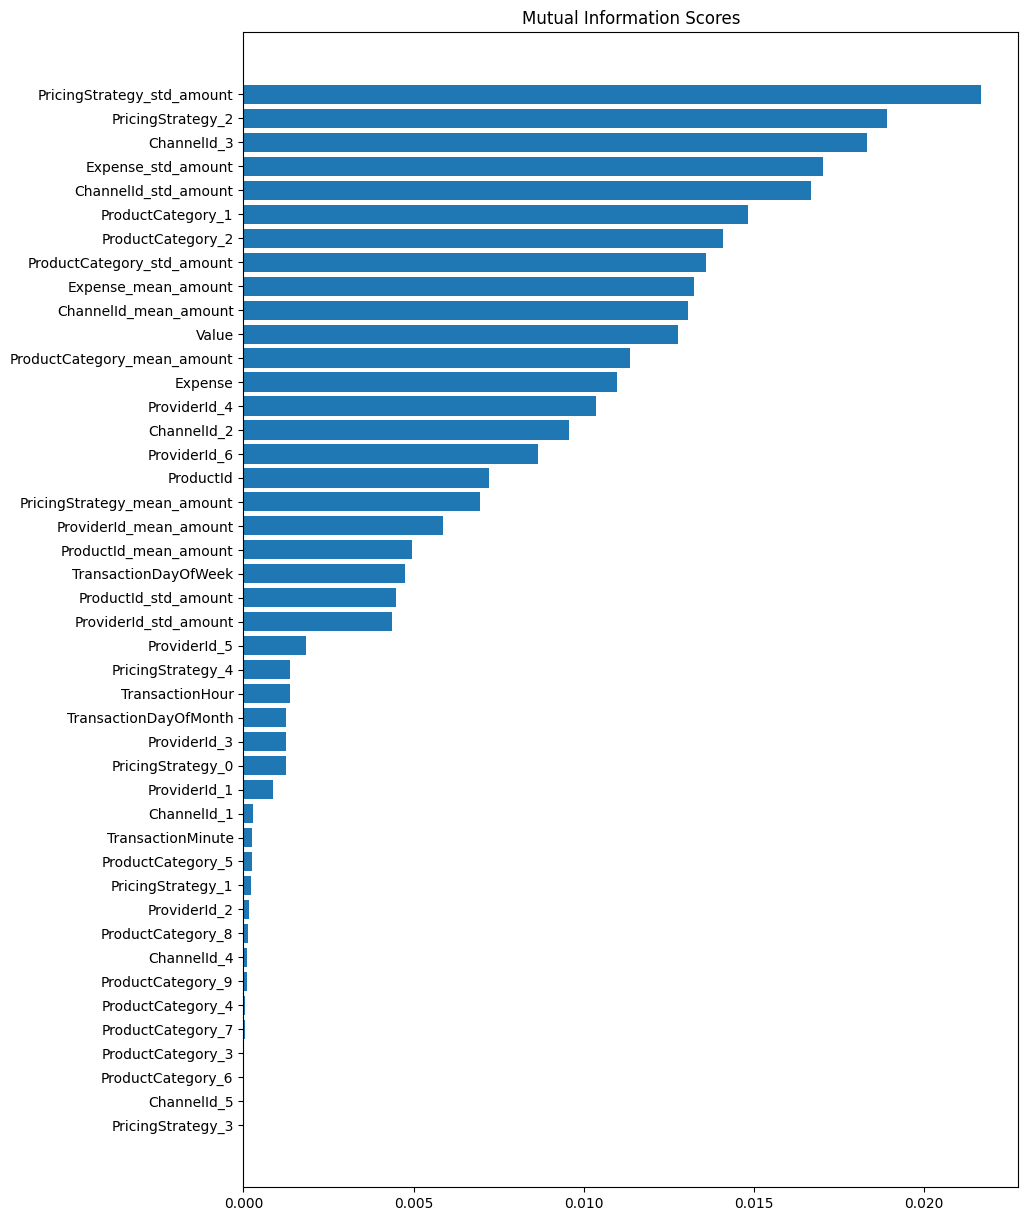 Mutual Information Scores
PricingStrategy_std_amount
PricingStrategy_2
ChannelId_3
Expense_std_amount
ChannelId_std_amount
ProductCategory_1
ProductCategory_2
ProductCategory_std_amount
Expense_mean_amount
ChannelId_mean_amount
Value
ProductCategory_mean_amount
Expense
ProviderId_4
ChannelId_2
ProviderId_6
ProductId
PricingStrategy_mean_amount
ProviderId_mean_amount
ProductId_mean_amount
TransactionDayOfWeek
ProductId_std_amount
ProviderId_std_amount
ProviderId_5
PricingStrategy_4
TransactionHour
TransactionDayOfMonth
ProviderId_3
PricingStrategy_0
ProviderId_1
ChannelId_1
TransactionMinute
ProductCategory_5
PricingStrategy_1
ProviderId_2
ProductCategory_8
ChannelId_4
ProductCategory_9
ProductCategory_4
ProductCategory_7
ProductCategory_3
ProductCategory_6
ChannelId_5
PricingStrategy_3
0.000 0.005 0.010 0.015 0.020